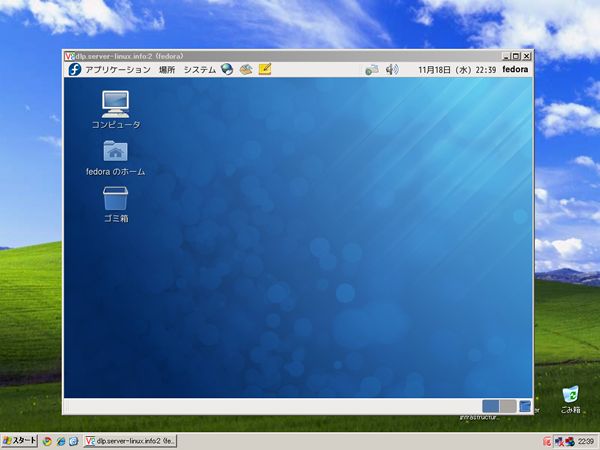 dlp.server-linux.info:2 (fedora)
アプリケーション 場所 システム 11月18日 (水) 22:39 fedora
コンピュータ
fedora のホーム
ゴミ箱
ごみ箱
スタート dlp.server-linux.info:2 (fe... 22:39